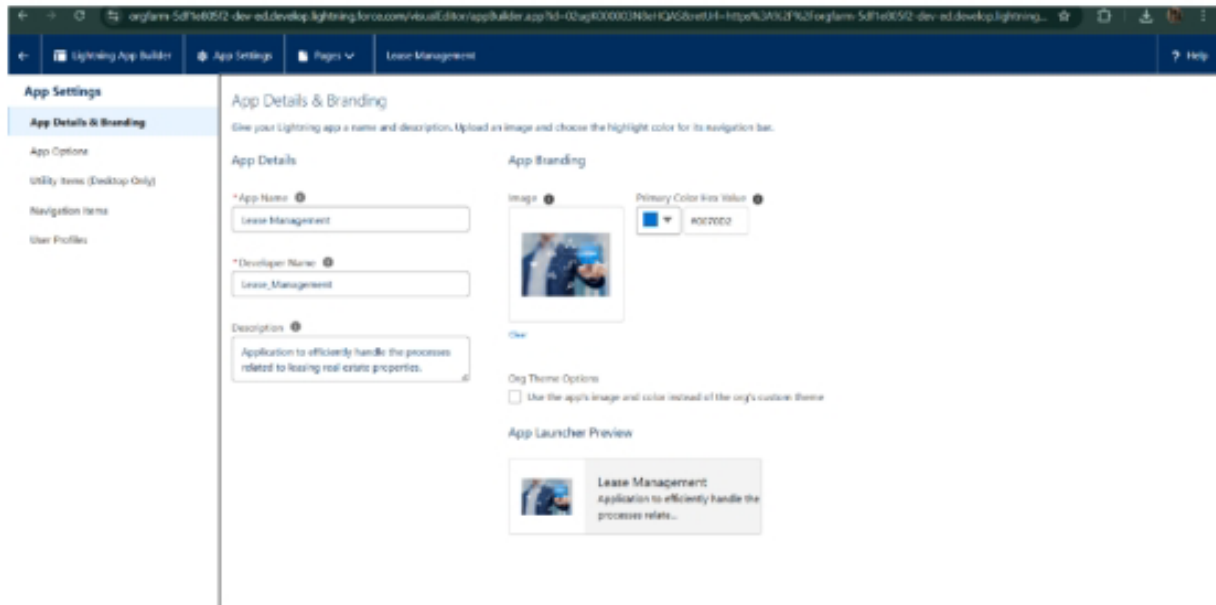 Lightning App Builder
App Settings
Pages
Lease Management
? Help
App Settings
App Details & Branding
App Options
Utility Items (Desktop Only)
Navigation Items
User Profiles
App Details & Branding
Give your Lightning app a name and description. Upload an image and choose the highlight color for its navigation bar.
App Details
*App Name
Lease Management
*Developer Name
Lease_Management
Description
Application to efficiently handle the processes
related to leasing real estate properties.
App Branding
Image
Primary Color Hex Value
#0070D2
Clear
Org Theme Options
Use the app's image and color instead of the org's custom theme
App Launcher Preview
Lease Management
Application to efficiently handle the
processes relate...